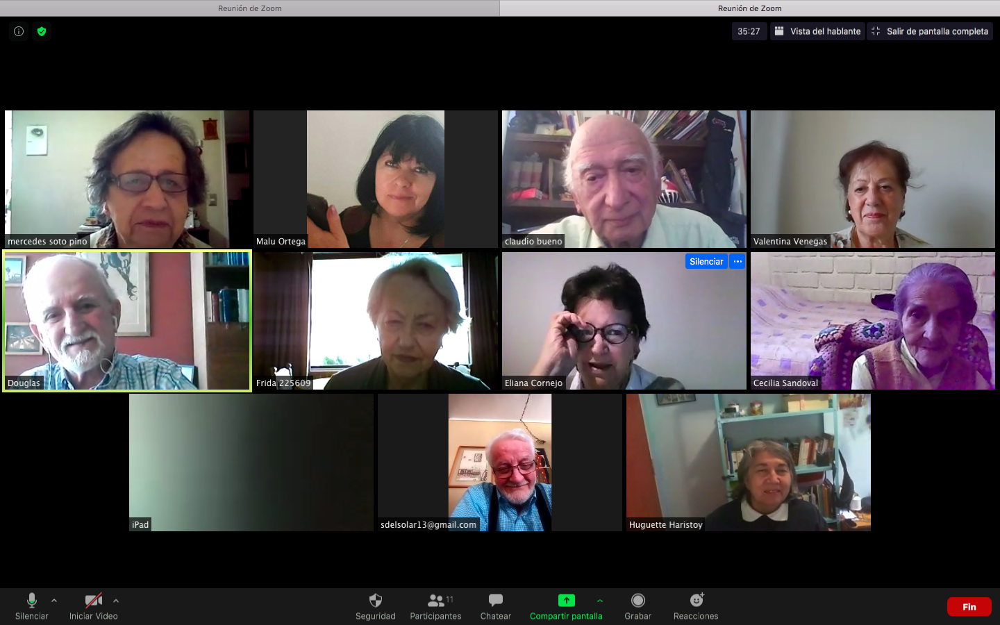 Reunión de Zoom
Reunión de Zoom
35:27
Vista del hablante
Salir de pantalla completa
mercedes soto pino
Malu Ortega
claudio bueno
Valentina Venegas
Silenciar
Douglas
Frida 225609
Eliana Cornejo
Cecilia Sandoval
iPad
sdelsolar13@gmail.com
Huguette Haristoy
Silenciar
Iniciar Video
Seguridad
Participantes
11
Chatear
Compartir pantalla
Grabar
Reacciones
Fin